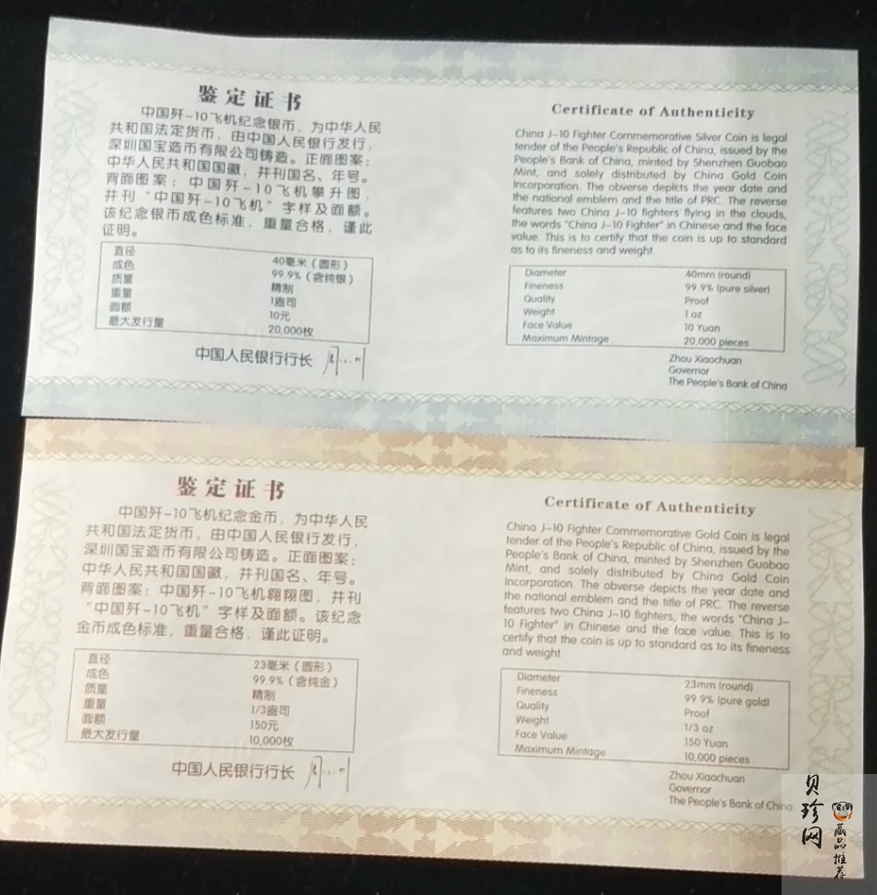 鉴定证书
中国歼-10飞机纪念银币，为中华人民
共和国法定货币，由中国人民银行发行，
深圳国宝造币有限公司铸造。正面图案：
中华人民共和国国徽，并刊国名、年号。
背面图案：中国歼-10飞机攀升图，
并刊“中国歼-10飞机”字样及面额。
该纪念银币成色标准，重量合格，谨此
证明。
直径 40毫米（圆形）
成色 99.9%（含纯银）
质量 精制
重量 1盎司
面额 10元
最大发行量 20,000枚
中国人民银行行长
Certificate of Authenticity
China J-10 Fighter Commemorative Silver Coin is legal
tender of the People's Republic of China, issued by the
People's Bank of China, minted by Shenzhen Guobao
Mint, and solely distributed by China Gold Coin
Incorporation. The obverse depicts the year date and
the national emblem and the title of PRC. The reverse
features two China J-10 fighters flying in the clouds,
the words "China J-10 Fighter" in Chinese and the face
value. This is to certify that the coin is up to standard
as to its fineness and weight.
Diameter 40mm (round)
Fineness 99.9% (pure silver)
Quality Proof
Weight 1 oz
Face Value 10 Yuan
Maximum Mintage 20,000 pieces
Zhou Xiaochuan
Governor
The People's Bank of China
鉴定证书
中国歼-10飞机纪念金币，为中华人民
共和国法定货币，由中国人民银行发行，
深圳国宝造币有限公司铸造。正面图案：
中华人民共和国国徽，并刊国名、年号。
背面图案：中国歼-10飞机翱翔图，并刊
“中国歼-10飞机”字样及面额。该纪念
金币成色标准，重量合格，谨此证明。
直径 23毫米（圆形）
成色 99.9%（含纯金）
质量 精制
重量 1/3盎司
面额 150元
最大发行量 10,000枚
中国人民银行行长
Certificate of Authenticity
China J-10 Fighter Commemorative Gold Coin is legal
tender of the People's Republic of China, issued by the
People's Bank of China, minted by Shenzhen Guobao
Mint, and solely distributed by China Gold Coin
Incorporation. The obverse depicts the year date and
the national emblem and the title of PRC. The reverse
features two China J-10 fighters, the words "China J-
10 Fighter" in Chinese and the face value. This is to
certify that the coin is up to standard as to its fineness
and weight.
Diameter 23mm (round)
Fineness 99.9% (pure gold)
Quality Proof
Weight 1/3 oz
Face Value 150 Yuan
Maximum Mintage 10,000 pieces
Zhou Xiaochuan
Governor
The People's Bank of China
贝珍网
藏品推荐